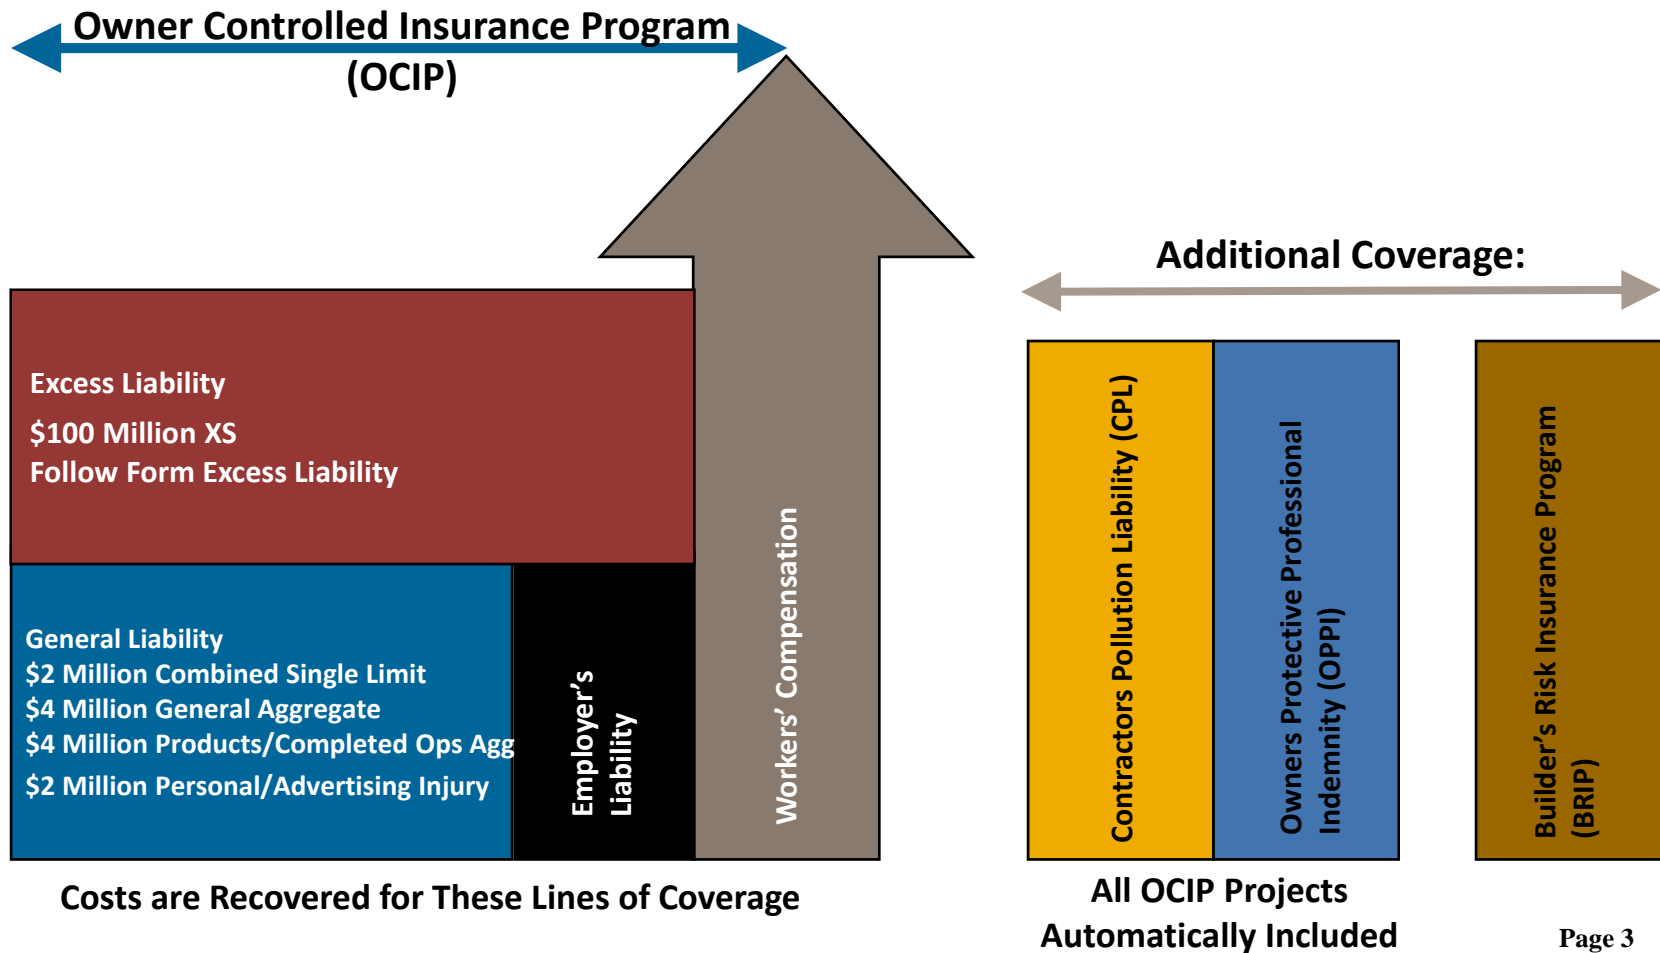 Owner Controlled Insurance Program
(OCIP)
Excess Liability
$100 Million XS
Follow Form Excess Liability
General Liability
$2 Million Combined Single Limit
$4 Million General Aggregate
$4 Million Products/Completed Ops Agg
$2 Million Personal/Advertising Injury
Employer’s
Liability
Workers’ Compensation
Costs are Recovered for These Lines of Coverage
Additional Coverage:
Contractors Pollution Liability (CPL)
Owners Protective Professional
Indemnity (OPPI)
Builder’s Risk Insurance Program
(BRIP)
All OCIP Projects
Automatically Included
Page 3